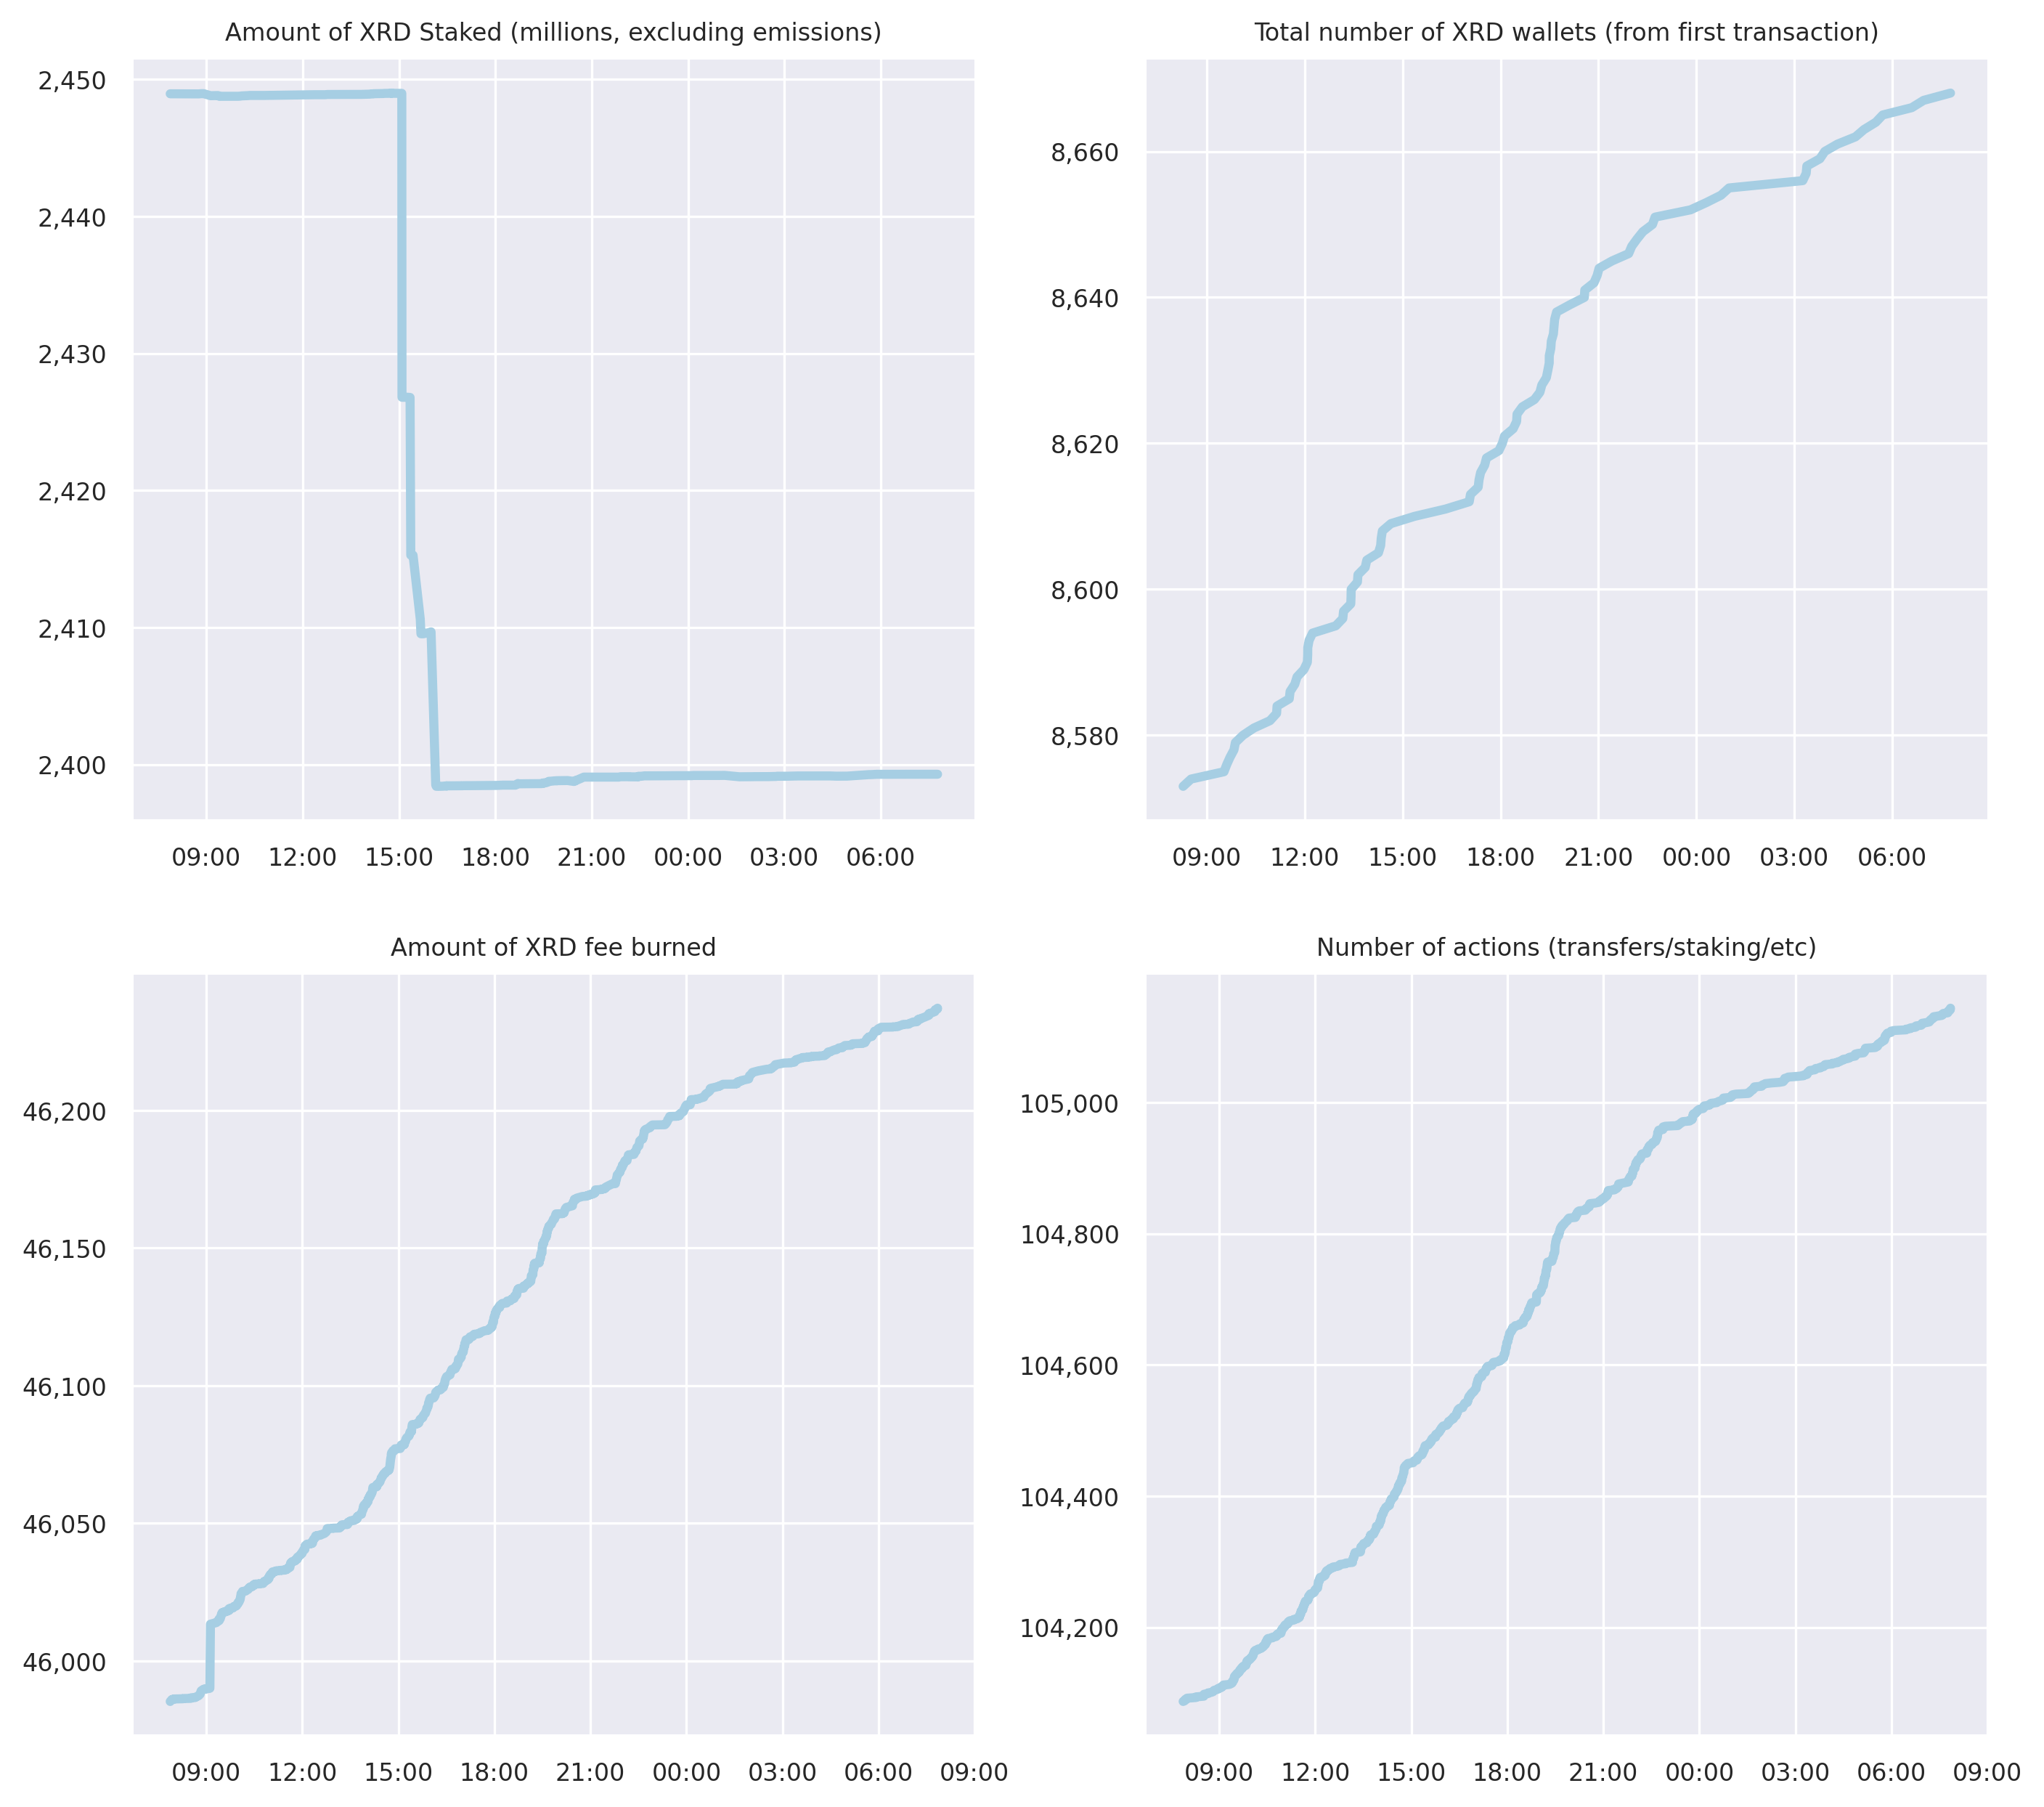 Amount of XRD Staked (millions, excluding emissions)
2,450
2,440
2,430
2,420
2,410
2,400
09:00 12:00 15:00 18:00 21:00 00:00 03:00 06:00
Total number of XRD wallets (from first transaction)
8,660
8,640
8,620
8,600
8,580
09:00 12:00 15:00 18:00 21:00 00:00 03:00 06:00
Amount of XRD fee burned
46,200
46,150
46,100
46,050
46,000
09:00 12:00 15:00 18:00 21:00 00:00 03:00 06:00 09:00
Number of actions (transfers/staking/etc)
105,000
104,800
104,600
104,400
104,200
09:00 12:00 15:00 18:00 21:00 00:00 03:00 06:00 09:00